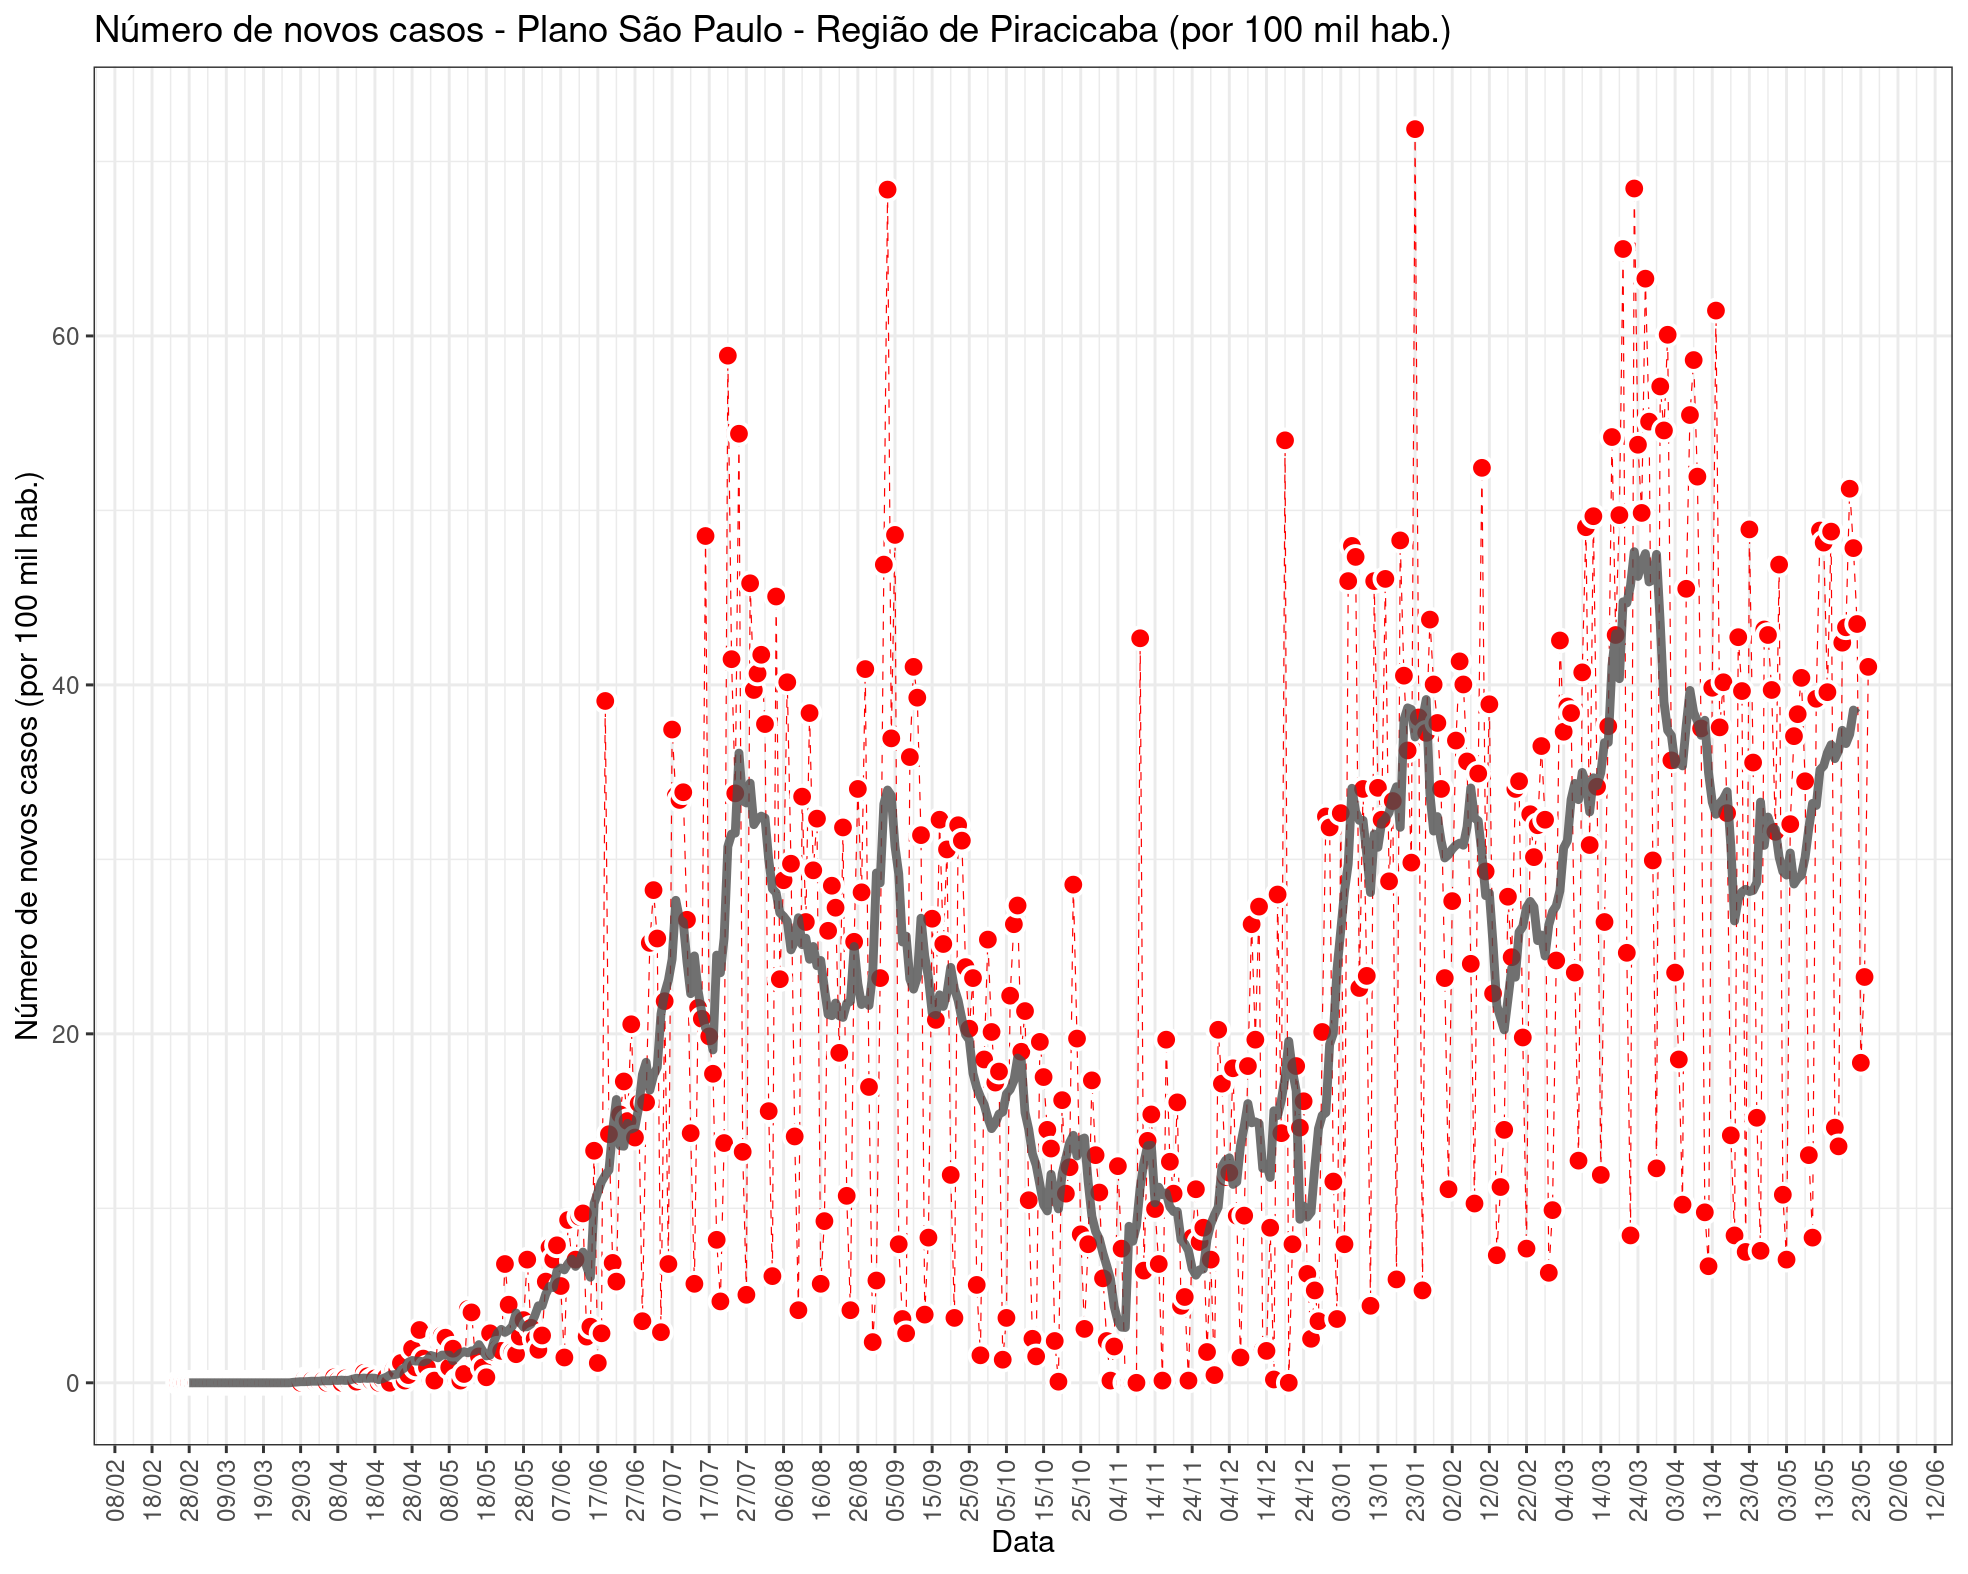 Número de novos casos - Plano São Paulo - Região de Piracicaba (por 100 mil hab.)
Número de novos casos (por 100 mil hab.)
60
40
20
0
08/02 18/02 28/02 09/03 19/03 29/03 08/04 18/04 28/04 08/05 18/05 28/05 07/06 17/06 27/06 07/07 17/07 27/07 06/08 16/08 26/08 05/09 15/09 25/09 05/10 15/10 25/10 04/11 14/11 24/11 04/12 14/12 24/12 03/01 13/01 23/01 02/02 12/02 22/02 04/03 14/03 24/03 03/04 13/04 23/04 03/05 13/05 23/05 02/06 12/06
Data